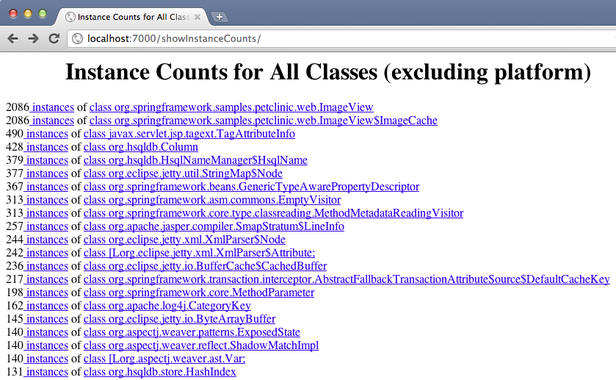 Instance Counts for All Class
localhost:7000/showInstanceCounts/
Instance Counts for All Classes (excluding platform)
2086 instances of class org.springframework.samples.petclinic.web.ImageView
2086 instances of class org.springframework.samples.petclinic.web.ImageView$ImageCache
490 instances of class javax.servlet.jsp.tagext.TagAttributeInfo
428 instances of class org.hsqldb.Column
379 instances of class org.hsqldb.HsqlNameManager$HsqlName
377 instances of class org.eclipse.jetty.util.StringMap$Node
367 instances of class org.springframework.beans.GenericTypeAwarePropertyDescriptor
313 instances of class org.springframework.asm.commons.EmptyVisitor
313 instances of class org.springframework.core.type.classreading.MethodMetadataReadingVisitor
257 instances of class org.apache.jasper.compiler.SmapStratum$LineInfo
244 instances of class org.eclipse.jetty.xml.XmlParser$Node
242 instances of class [Lorg.eclipse.jetty.xml.XmlParser$Attribute;
236 instances of class org.eclipse.jetty.io.BufferCache$CachedBuffer
217 instances of class org.springframework.transaction.interceptor.AbstractFallbackTransactionAttributeSource$DefaultCacheKey
198 instances of class org.springframework.core.MethodParameter
162 instances of class org.apache.log4j.CategoryKey
145 instances of class org.eclipse.jetty.io.ByteArrayBuffer
140 instances of class org.aspectj.weaver.patterns.ExposedState
140 instances of class org.aspectj.weaver.reflect.ShadowMatchImpl
140 instances of class [Lorg.aspectj.weaver.ast.Var;
131 instances of class org.hsqldb.store.HashIndex